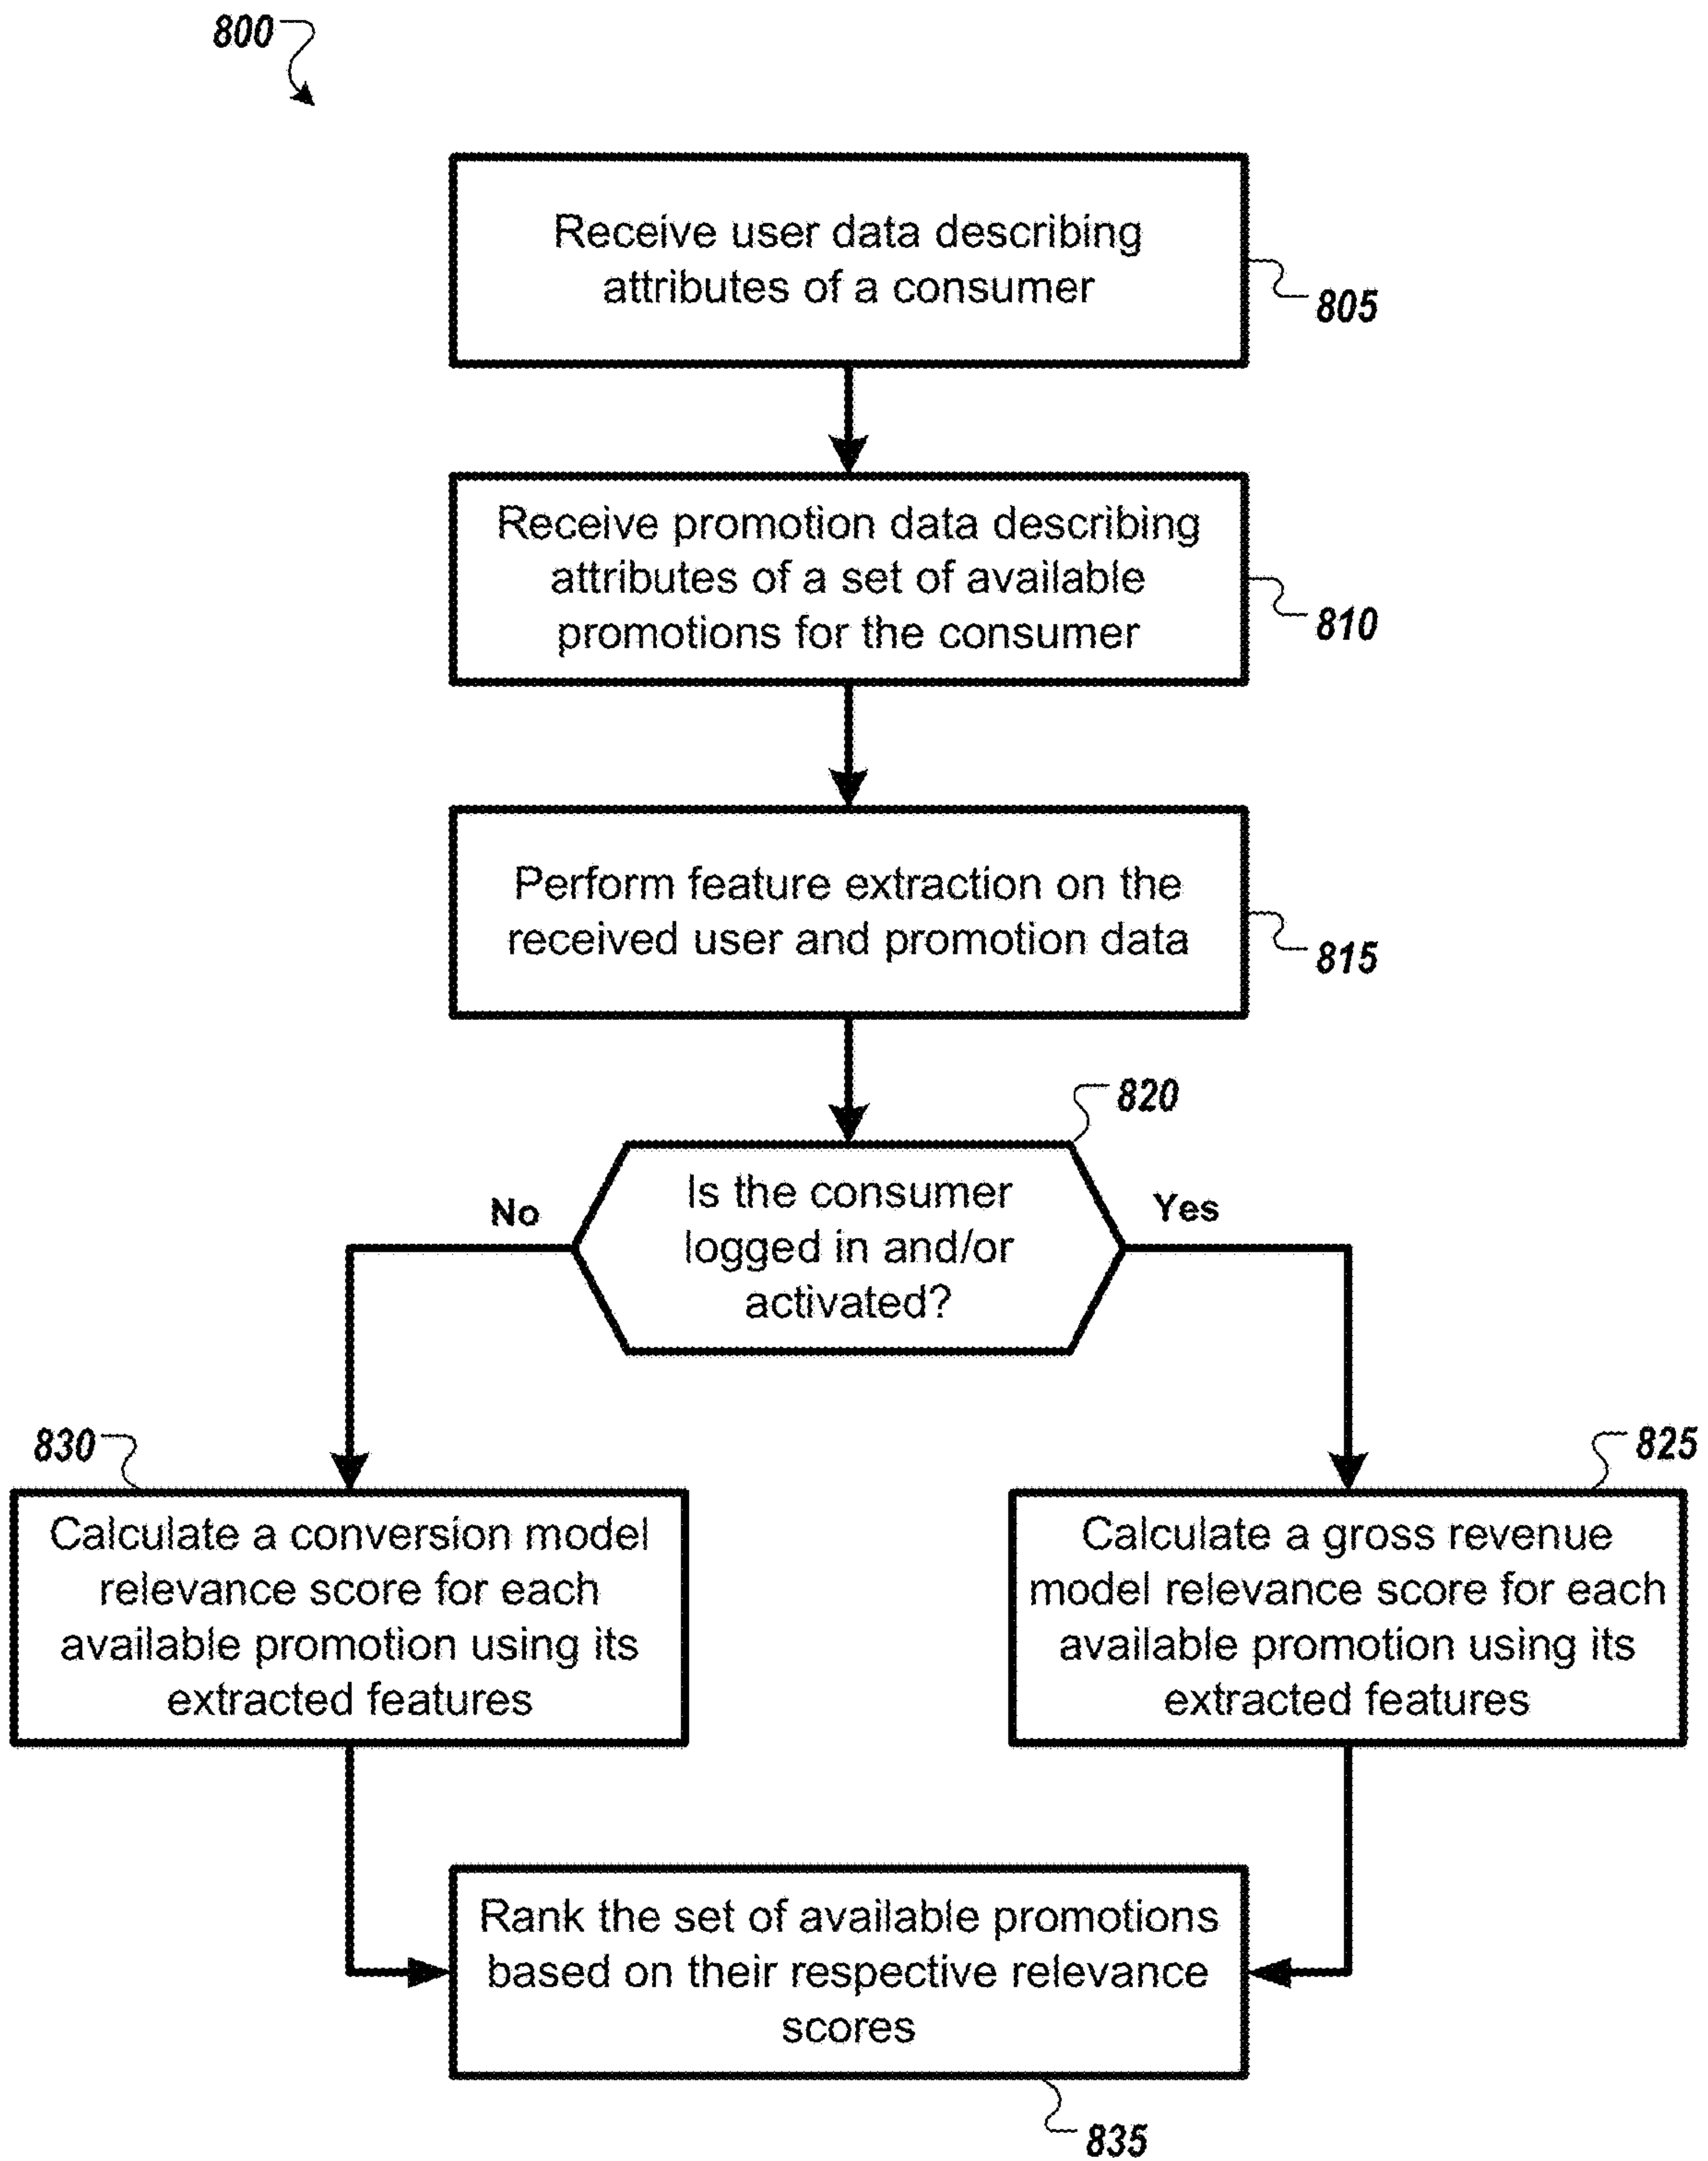 800
Receive user data describing
attributes of a consumer
805
Receive promotion data describing
attributes of a set of available
promotions for the consumer
810
Perform feature extraction on the
received user and promotion data
815
820
Is the consumer
logged in and/or
activated?
No
Yes
830
Calculate a conversion model
relevance score for each
available promotion using its
extracted features
825
Calculate a gross revenue
model relevance score for each
available promotion using its
extracted features
Rank the set of available promotions
based on their respective relevance
scores
835